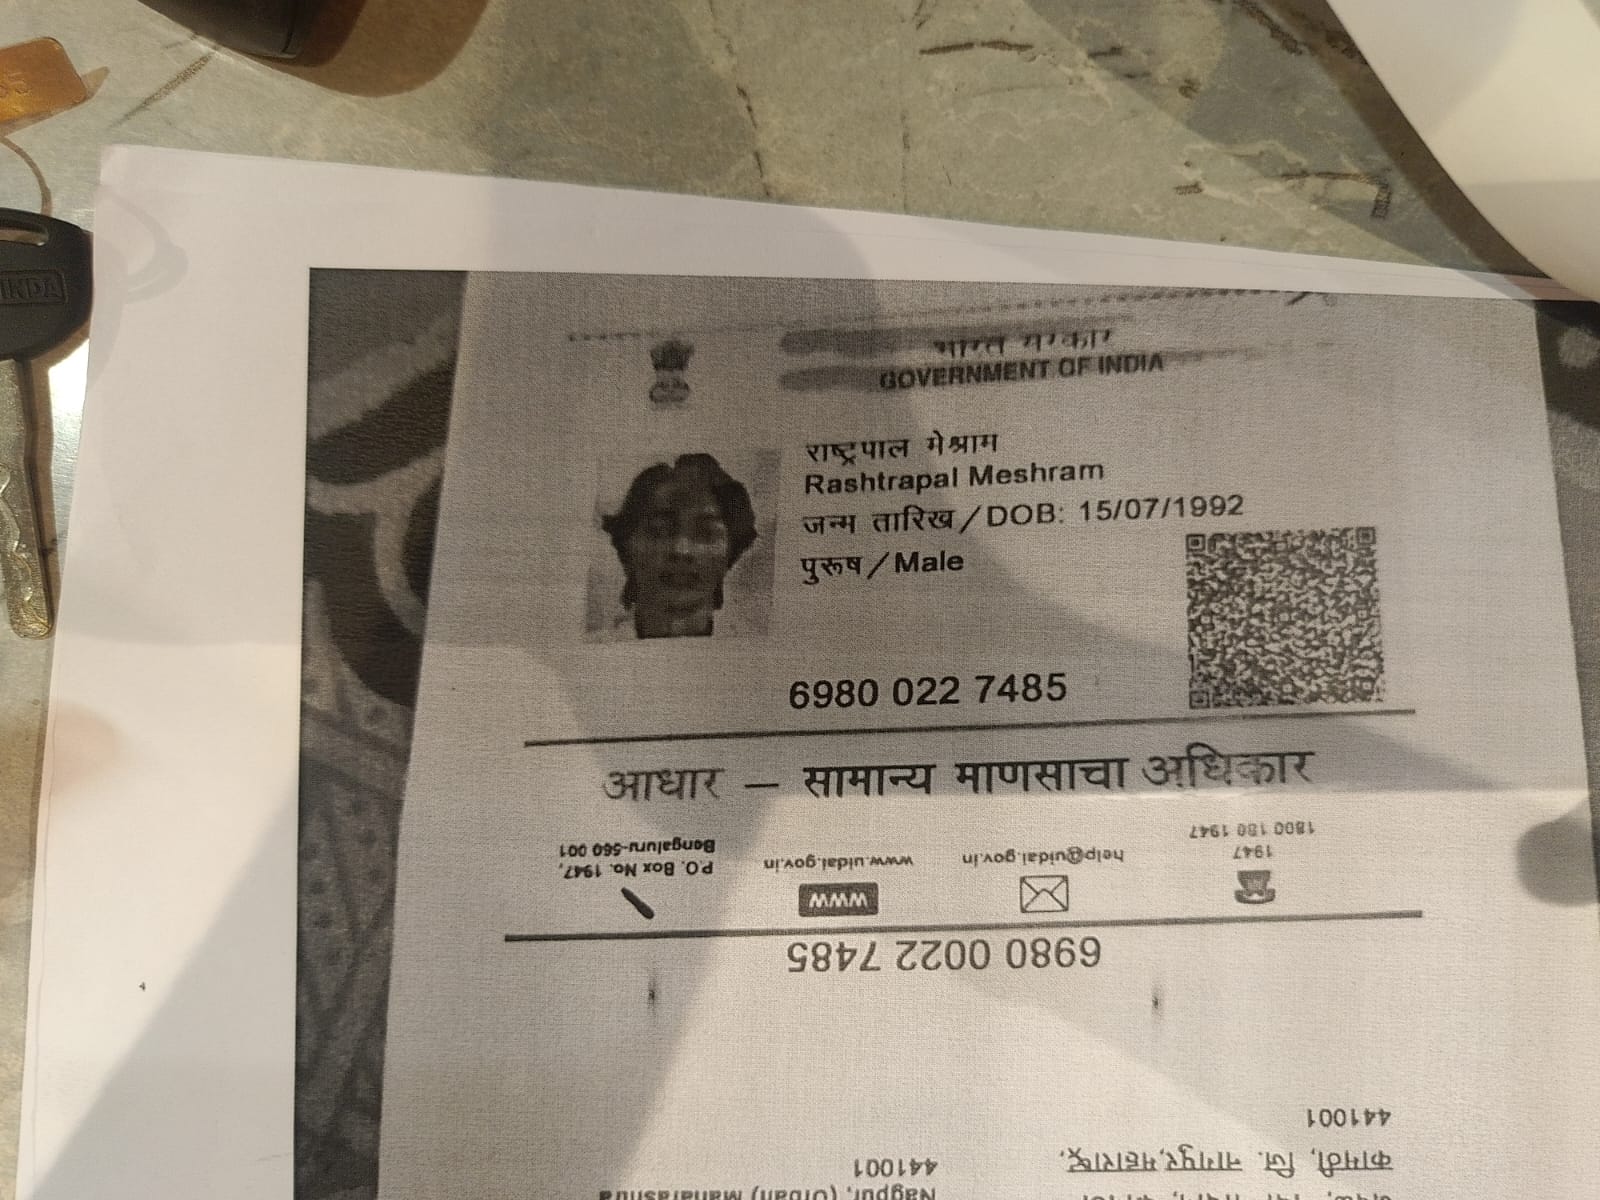 भारत सरकार
GOVERNMENT OF INDIA
राष्ट्रपाल मेश्राम
Rashtrapal Meshram
जन्म तारिख / DOB: 15/07/1992
पुरूष / Male
6980 022 7485
आधार – सामान्य माणसाचा अधिकार
1947
1800 180 1947
help@uidai.gov.in
www
www.uidai.gov.in
P.O. Box No. 1947,
Bengaluru-560 001
6980 0022 7485
कामठी, जि. नागपुर,महाराष्ट्र,
441001
Nagpur, (Urban) Maharashtra
441001